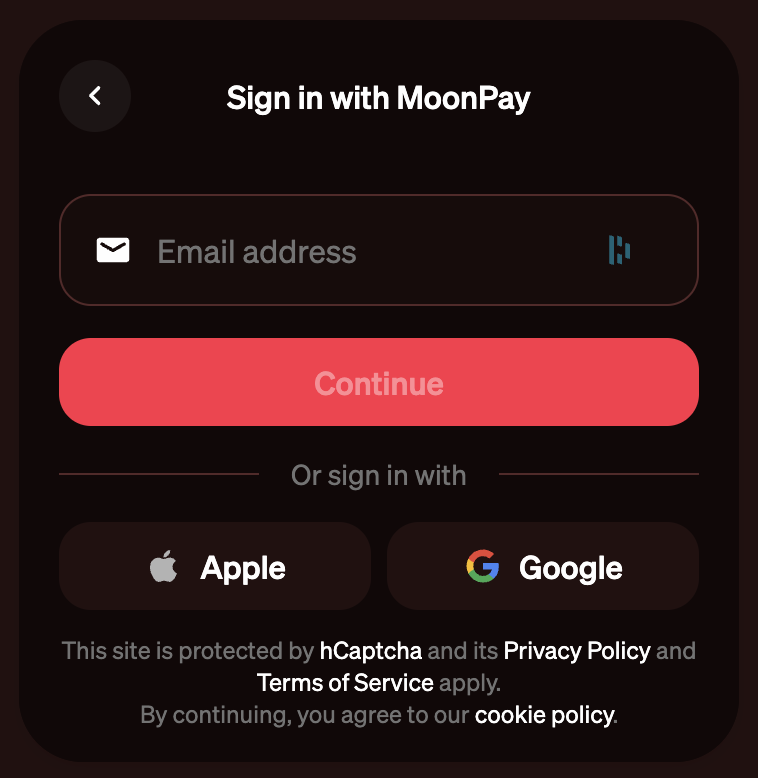 Sign in with MoonPay
Email address
Continue
Or sign in with
Apple
Google
This site is protected by hCaptcha and its Privacy Policy and
Terms of Service apply.
By continuing, you agree to our cookie policy.